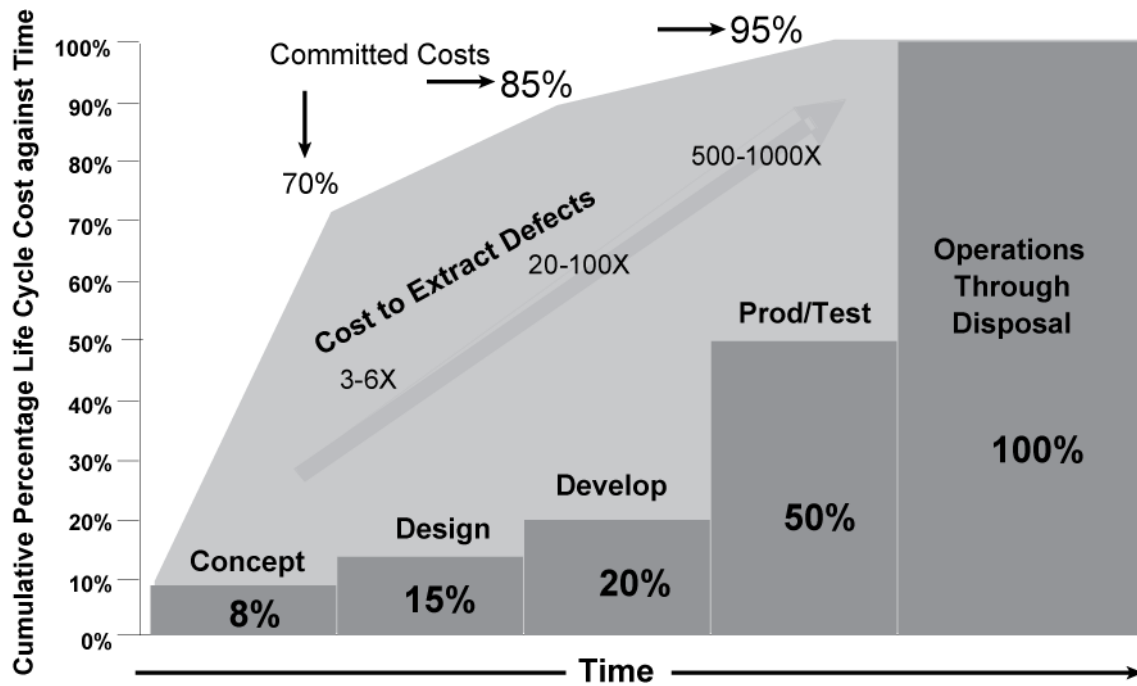 Cumulative Percentage Life Cycle Cost against Time
100%
90%
80%
70%
60%
50%
40%
30%
20%
10%
0%
Committed Costs
70%
85%
95%
Cost to Extract Defects
3-6X
20-100X
500-1000X
Concept
8%
Design
15%
Develop
20%
Prod/Test
50%
Operations
Through
Disposal
100%
Time